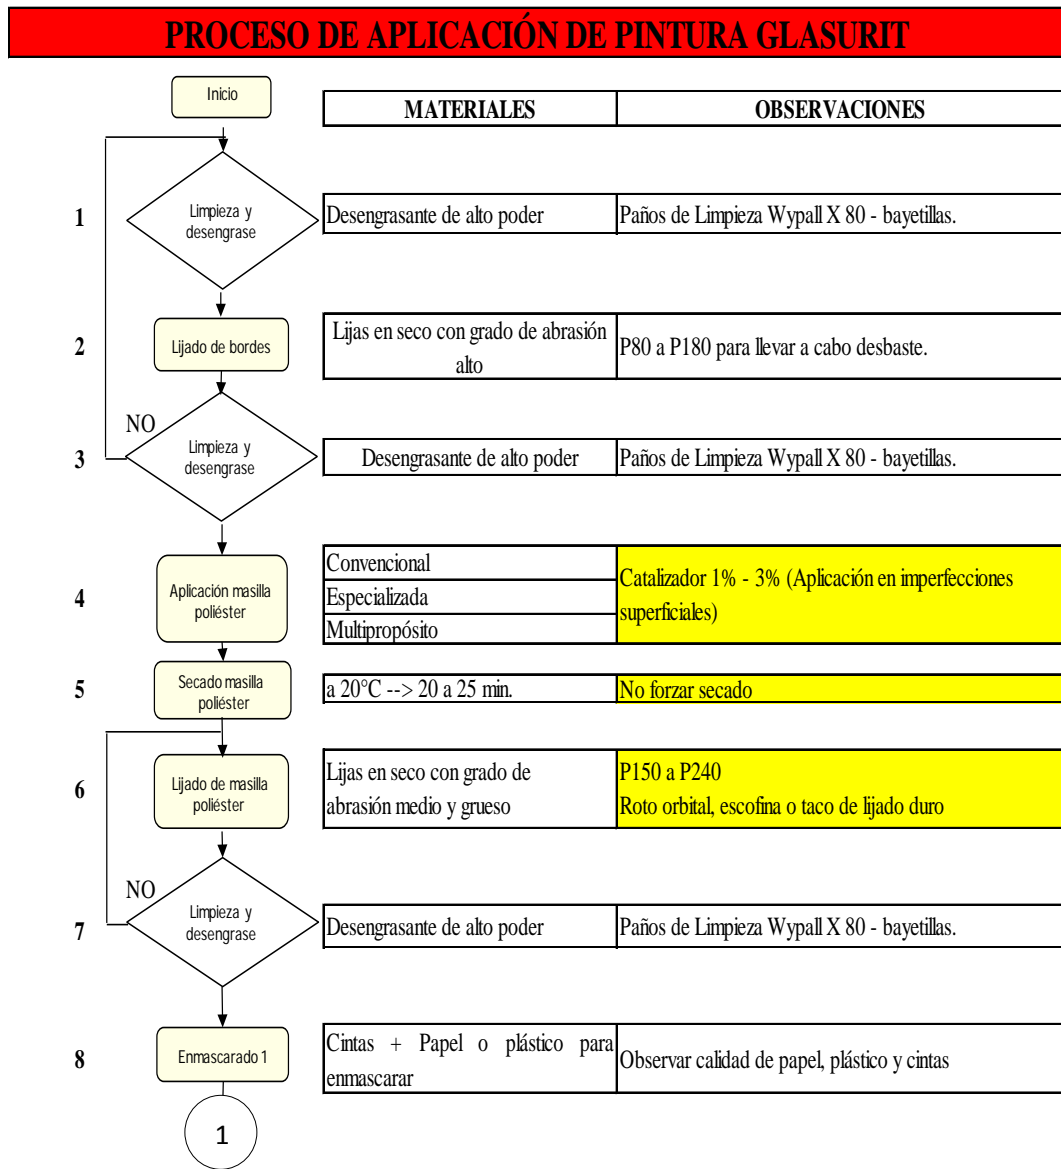 PROCESO DE APLICACIÓN DE PINTURA GLASURIT
Inicio
MATERIALES
OBSERVACIONES
1
Limpieza y
desengrase
Desengrasante de alto poder
Paños de Limpieza Wypall X 80 - bayetillas.
2
Lijado de bordes
Lijas en seco con grado de abrasión
alto
P80 a P180 para llevar a cabo desbaste.
NO
3
Limpieza y
desengrase
Desengrasante de alto poder
Paños de Limpieza Wypall X 80 - bayetillas.
4
Aplicación masilla
poliéster
Convencional
Especializada
Multipropósito
Catalizador 1% - 3% (Aplicación en imperfecciones
superficiales)
5
Secado masilla
poliéster
a 20°C --> 20 a 25 min.
No forzar secado
6
Lijado de masilla
poliéster
Lijas en seco con grado de
abrasión medio y grueso
P150 a P240
Roto orbital, escofina o taco de lijado duro
NO
7
Limpieza y
desengrase
Desengrasante de alto poder
Paños de Limpieza Wypall X 80 - bayetillas.
8
Enmascarado 1
Cintas + Papel o plástico para
enmascarar
Observar calidad de papel, plástico y cintas
1